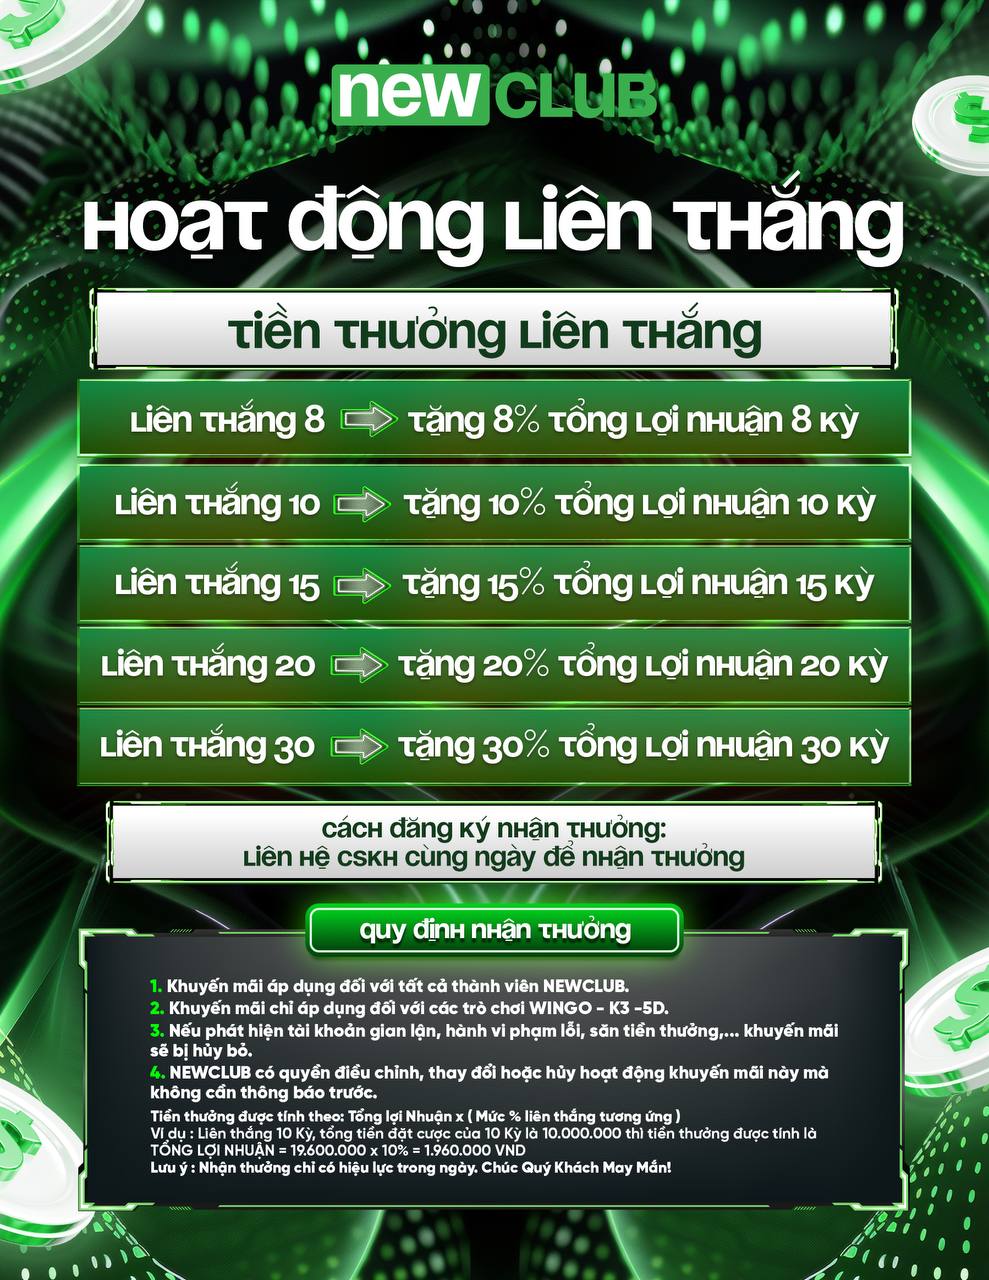 new CLUB
Hoạt động Liên Thắng
Tiền Thưởng Liên Thắng
Liên Thắng 8 Tặng 8% Tổng Lợi Nhuận 8 Kỳ
Liên Thắng 10 Tặng 10% Tổng Lợi Nhuận 10 Kỳ
Liên Thắng 15 Tặng 15% Tổng Lợi Nhuận 15 Kỳ
Liên Thắng 20 Tặng 20% Tổng Lợi Nhuận 20 Kỳ
Liên Thắng 30 Tặng 30% Tổng Lợi Nhuận 30 Kỳ
Cách đăng ký nhận thưởng:
Liên hệ CSKH cùng ngày để nhận thưởng
Quy định nhận thưởng
1. Khuyến mãi áp dụng đối với tất cả thành viên NEWCLUB.
2. Khuyến mãi chỉ áp dụng đối với các trò chơi WINGO - K3 -5D.
3. Nếu phát hiện tài khoản gian lận, hành vi phạm lỗi, săn tiền thưởng,... khuyến mãi
sẽ bị hủy bỏ.
4. NEWCLUB có quyền điều chỉnh, thay đổi hoặc hủy hoạt động khuyến mãi này mà
không cần thông báo trước.
Tiền thưởng được tính theo: Tổng lợi Nhuận x ( Mức % liên thắng tương ứng )
Ví dụ : Liên thắng 10 Kỳ, tổng tiền đặt cược của 10 Kỳ là 10.000.000 thì tiền thưởng được tính là
TỔNG LỢI NHUẬN = 19.600.000 x 10% = 1.960.000 VND
Lưu ý : Nhận thưởng chỉ có hiệu lực trong ngày. Chúc Quý Khách May Mắn!